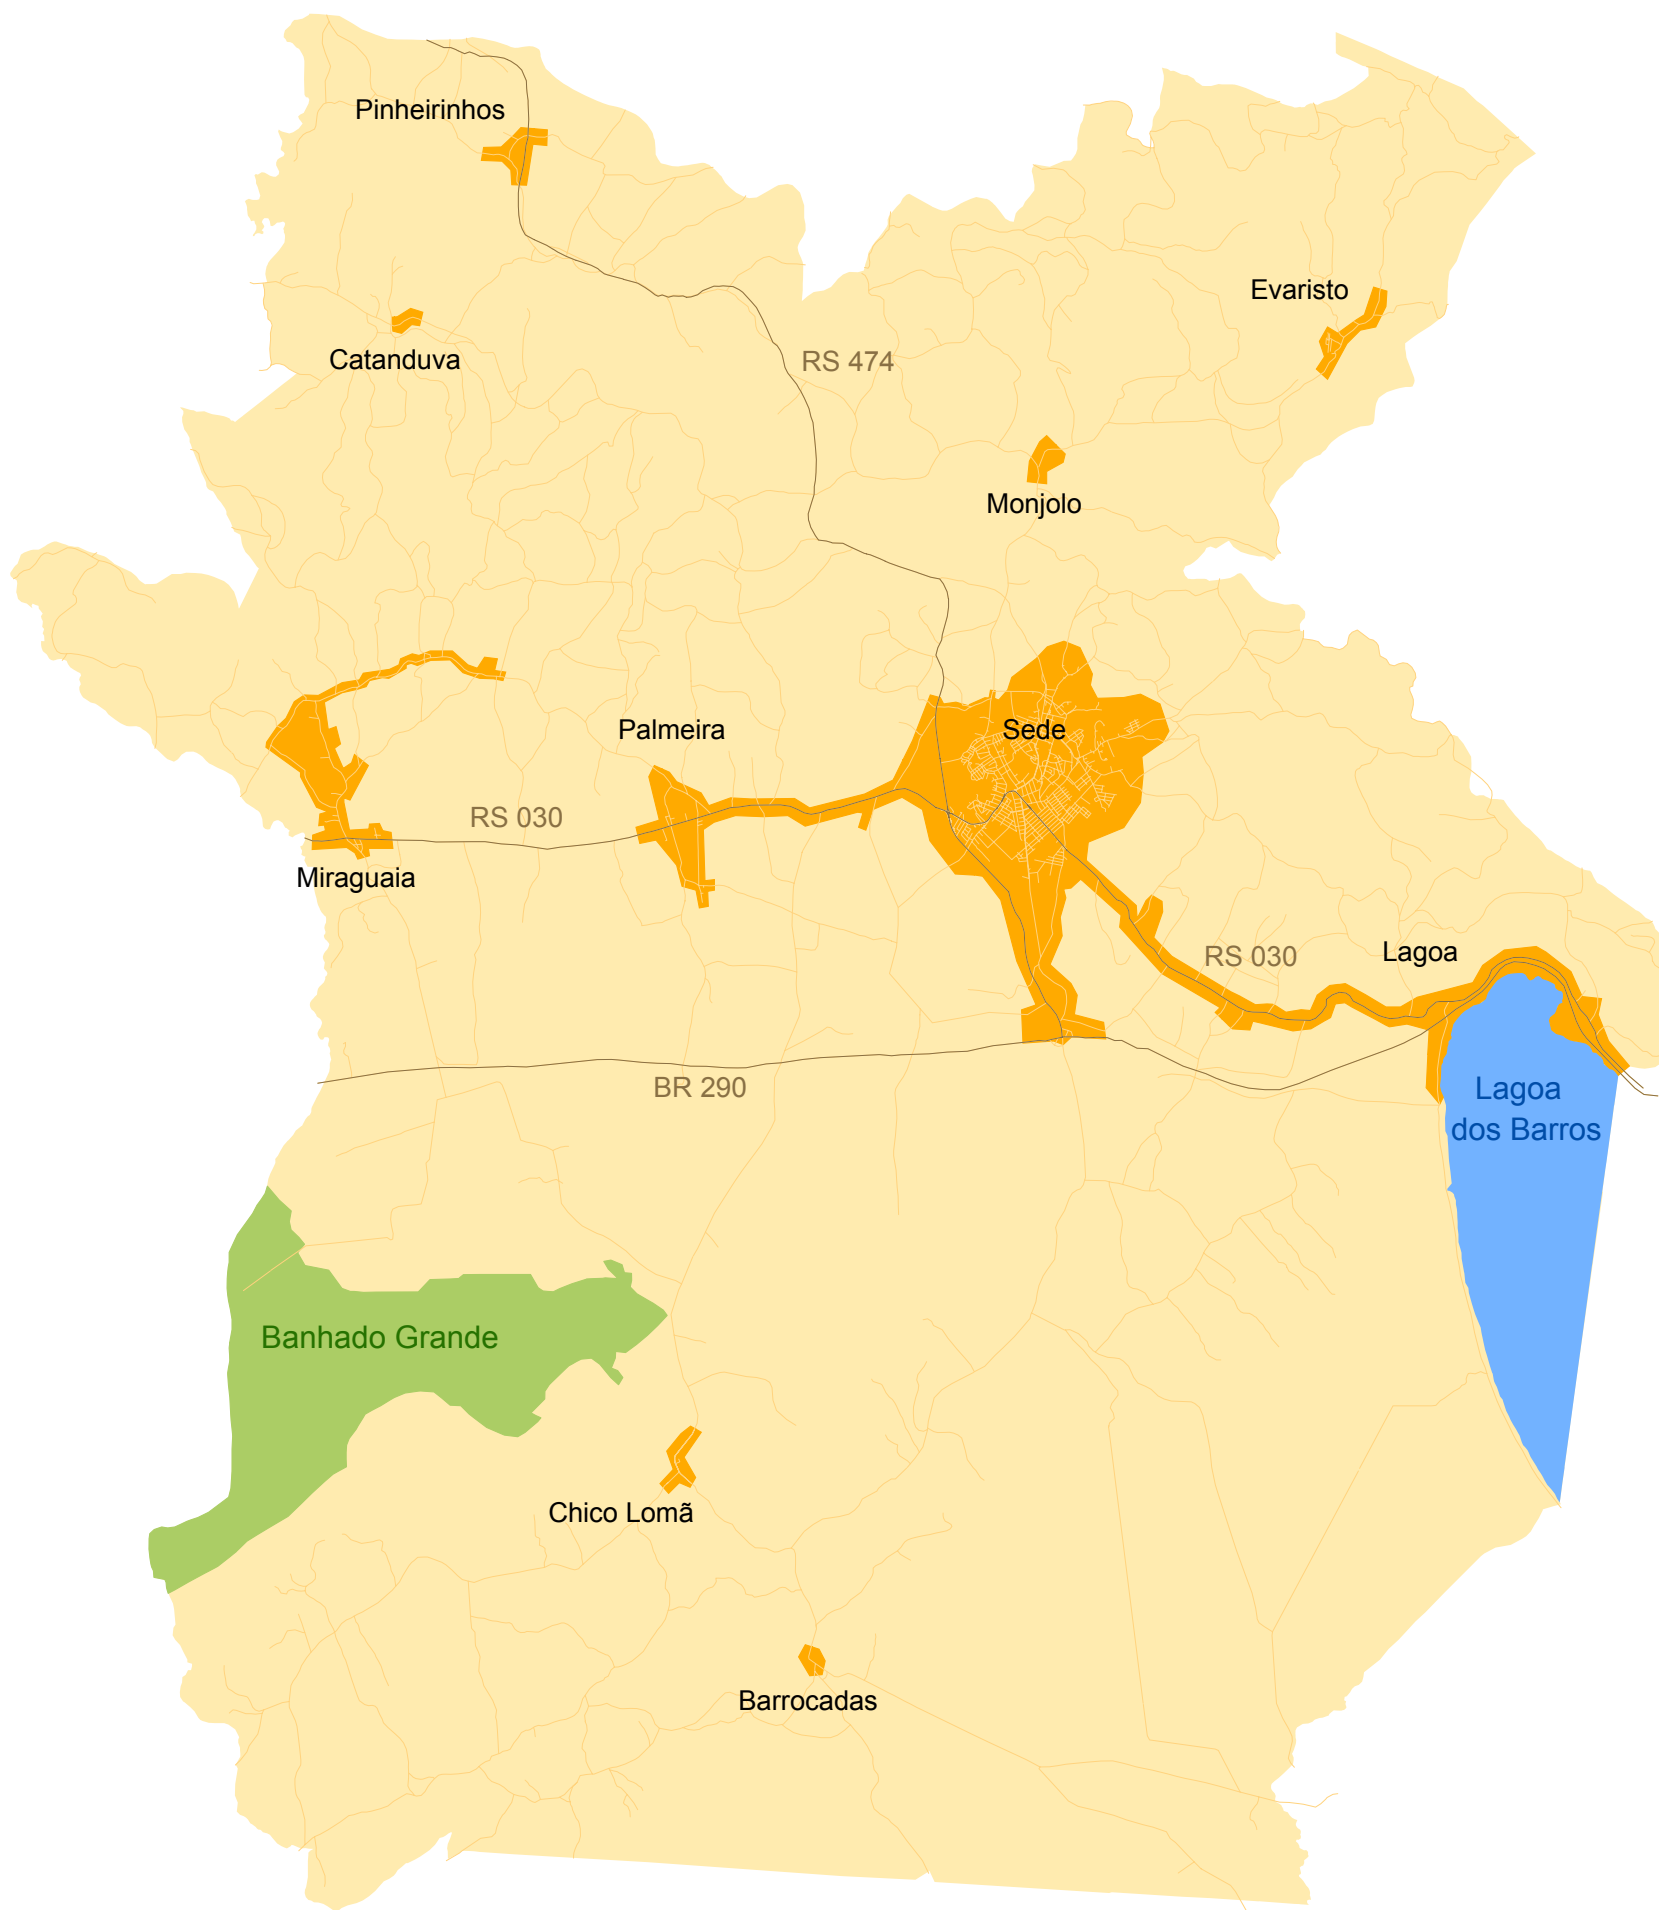 Pinheirinhos
Evaristo
Catanduva
RS 474
Monjolo
Palmeira
Sede
RS 030
Miraguaia
Lagoa
RS 030
BR 290
Lagoa
dos Barros
Banhado Grande
Chico Lomã
Barrocadas